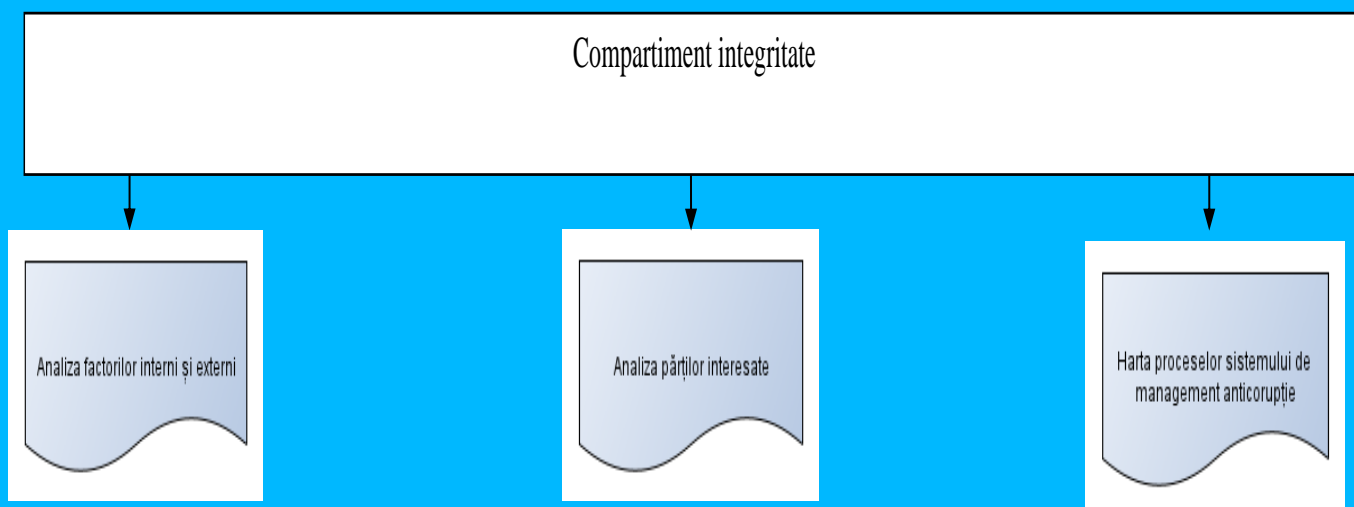 Compartiment integritate
Analiza factorilor interni și externi
Analiza părților interesate
Harta proceselor sistemului de
management anticorupție